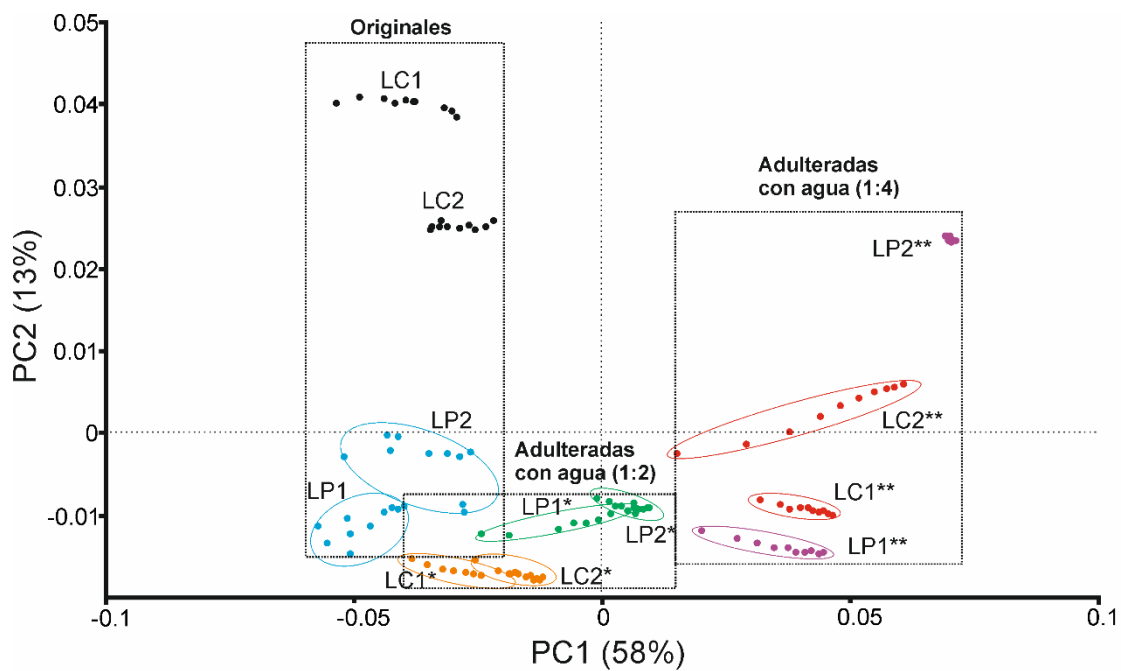 Originales
0.05
LC1
0.04
0.03
Adulteradas
con agua (1:4)
LC2
LP2**
0.02
PC2 (13%)
0.01
LP2
LC2**
0
Adulteradas
con agua (1:2)
LP1
LP1*
LC1**
-0.01
LP2*
LP1**
LC1*
LC2*
-0.1
-0.05
0
0.05
0.1
PC1 (58%)